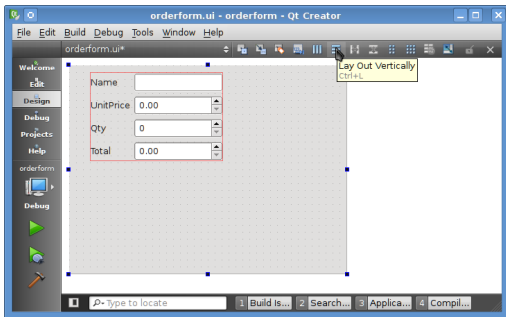 orderform.ui - orderform - Qt Creator
File Edit Build Debug Tools Window Help
orderform.ui*
Lay Out Vertically
Ctrl+L
Welcome
Edit
Design
Debug
Projects
Help
orderform
Debug
Name
UnitPrice 0.00
Qty 0
Total 0.00
Type to locate
1 Build Is... 2 Search... 3 Applica... 4 Compil...